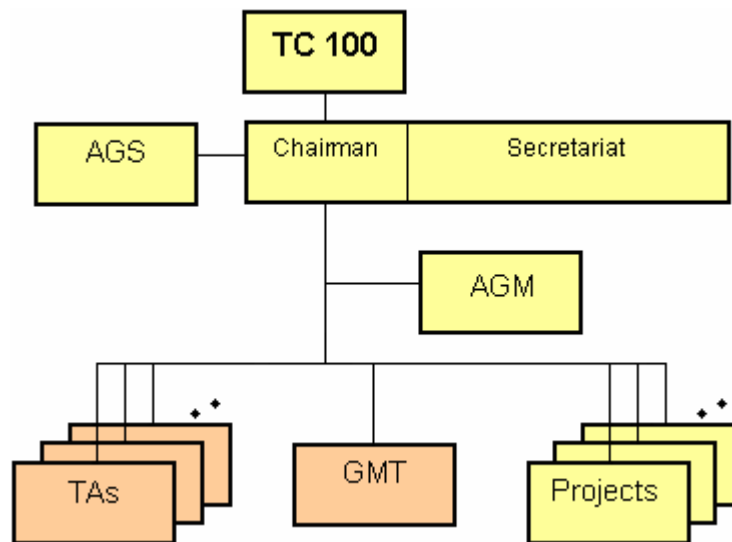 TC 100
AGS
Chairman
Secretariat
AGM
TAs
GMT
Projects